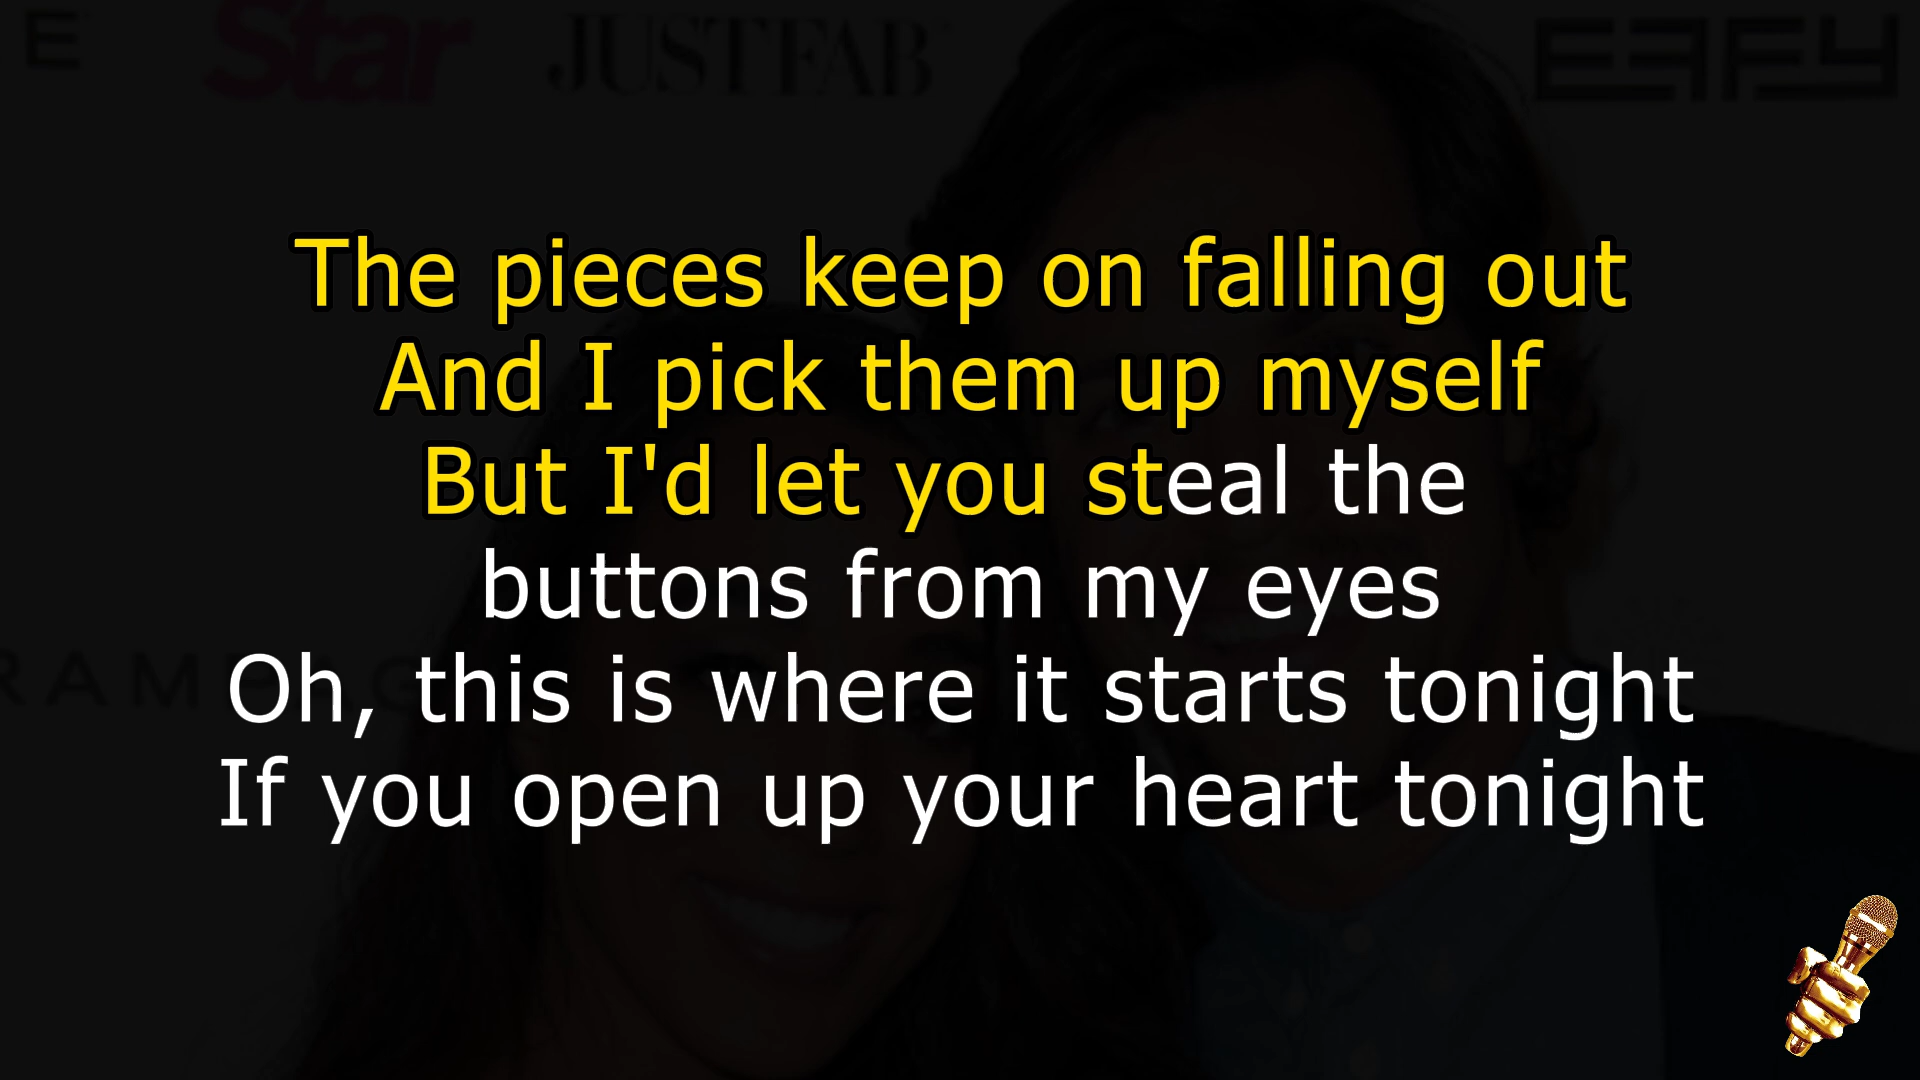 E Star JUSTFAB EFFY
The pieces keep on falling out
And I pick them up myself
But I'd let you steal the
buttons from my eyes
Oh, this is where it starts tonight
If you open up your heart tonight